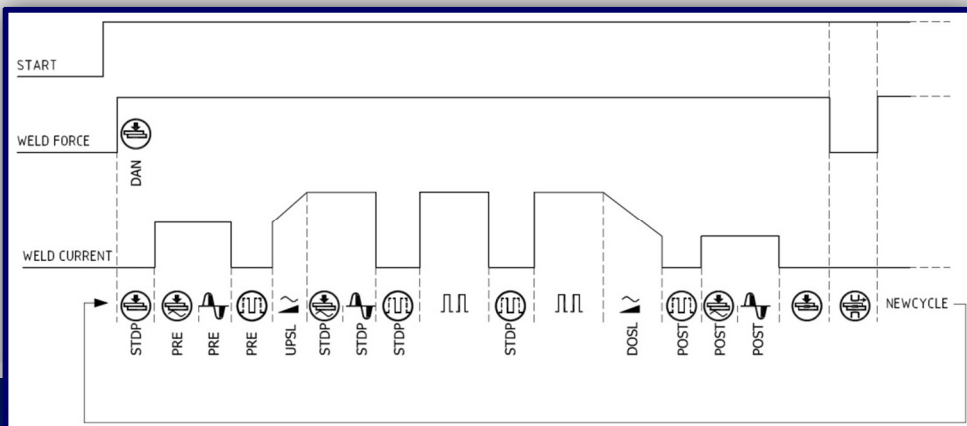 START
WELD FORCE
DAN
WELD CURRENT
NEWCYCLE
STDP
PRE
PRE
PRE
UPSL
STDP
STDP
STDP
STDP
DOSL
POST
POST
POST